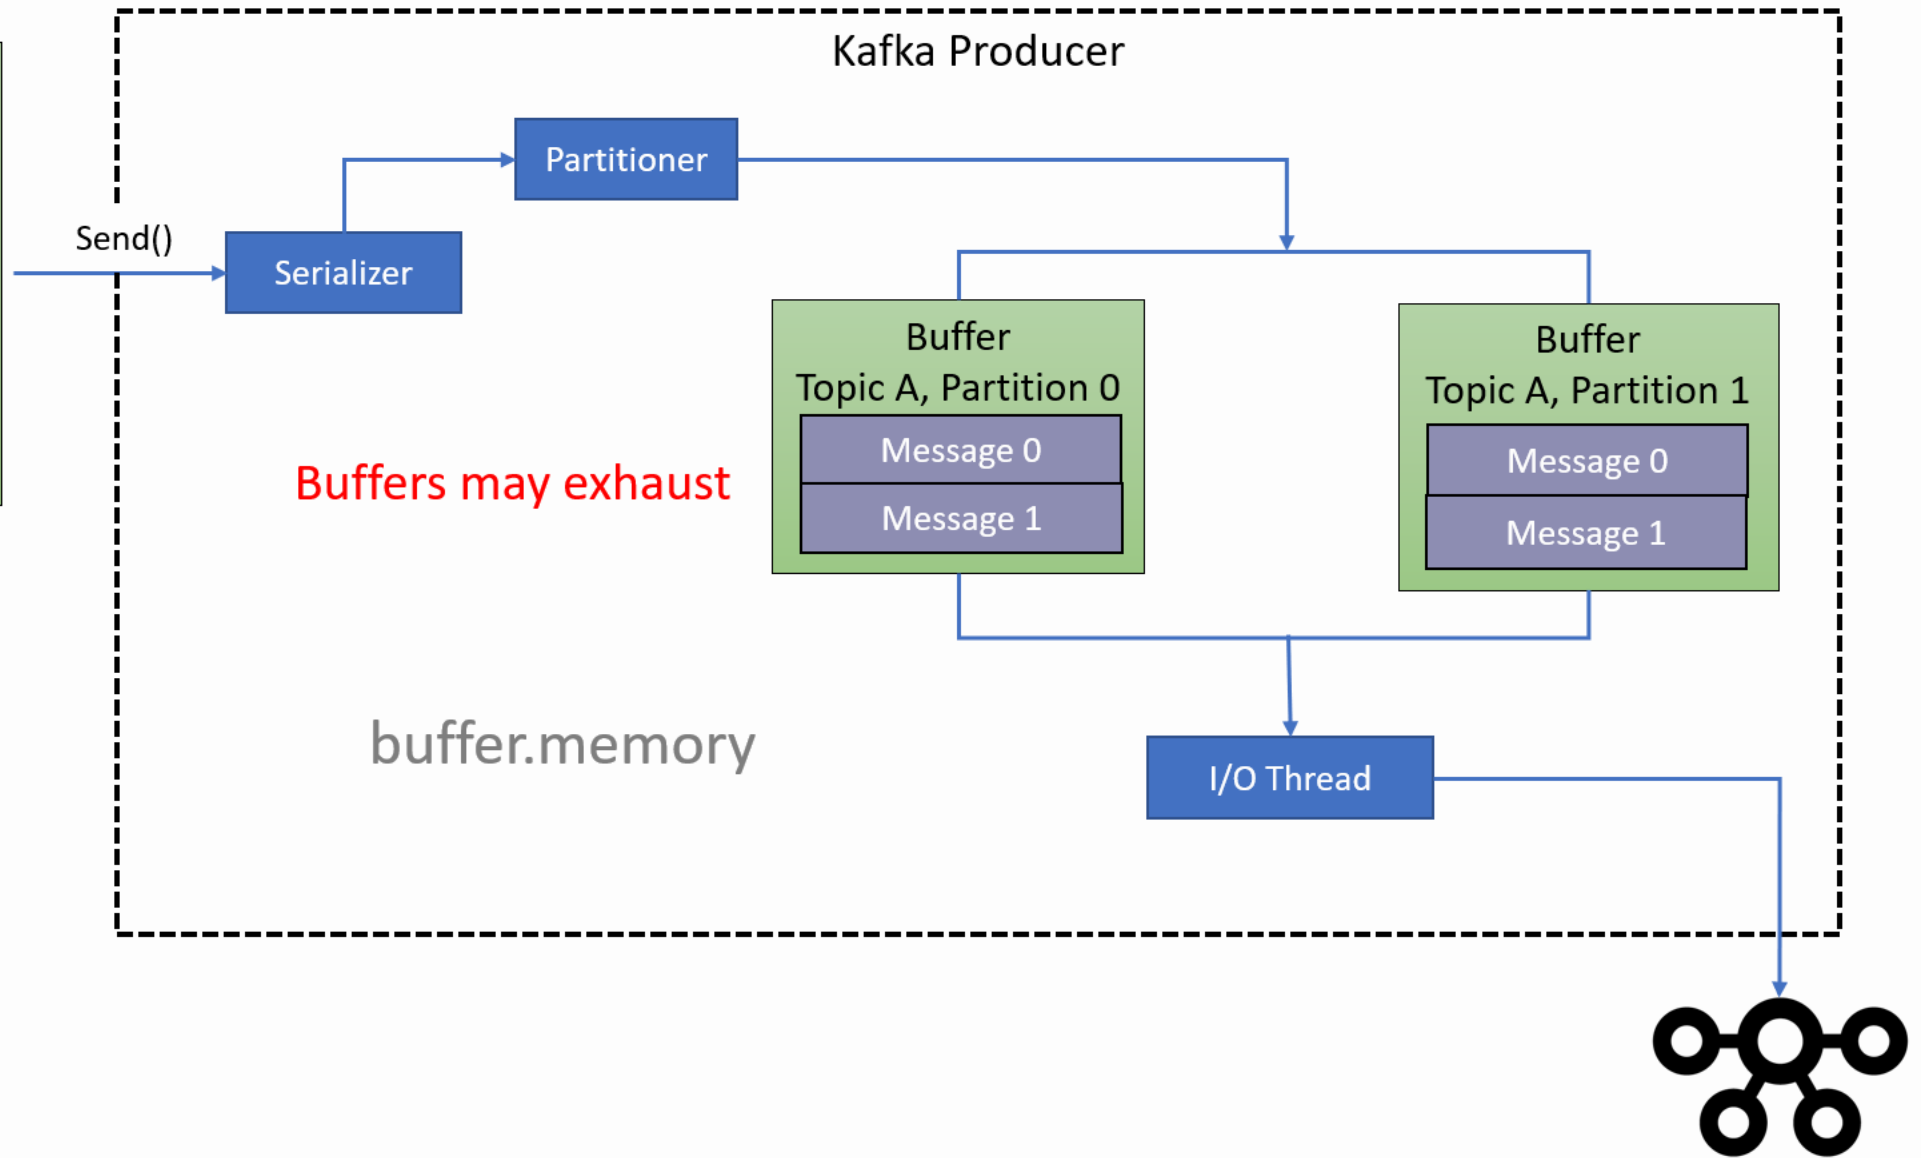 Kafka Producer
Partitioner
Send()
Serializer
Buffer
Topic A, Partition 0
Message 0
Message 1
Buffer
Topic A, Partition 1
Message 0
Message 1
Buffers may exhaust
buffer.memory
I/O Thread